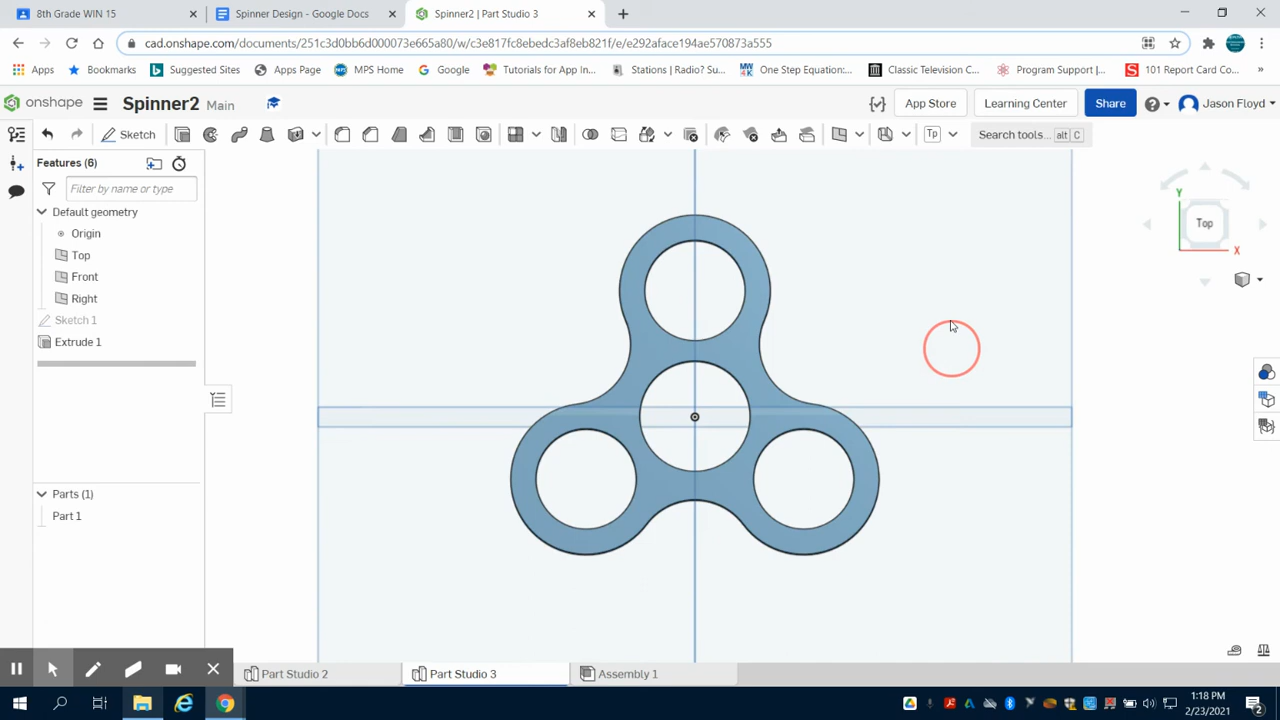 8th Grade WIN 15
Spinner Design - Google Docs
Spinner2 | Part Studio 3
cad.onshape.com/documents/251c3d0bb6d000073e665a80/w/c3e817fc8ebedc3af8eb821f/e/e292aface194ae570873a555
Apps
Bookmarks
Suggested Sites
Apps Page
MPS Home
Google
Tutorials for App In...
Stations | Radio? Su...
One Step Equation:...
Classic Television C...
Program Support |...
101 Report Card Co...
onshape
Spinner2 Main
App Store
Learning Center
Share
Jason Floyd
Sketch
Tp
Search tools... alt C
Features (6)
Filter by name or type
Default geometry
Origin
Top
Front
Right
Sketch 1
Extrude 1
Parts (1)
Part 1
Y
Top
X
Part Studio 2
Part Studio 3
Assembly 1
1:18 PM
2/23/2021
2